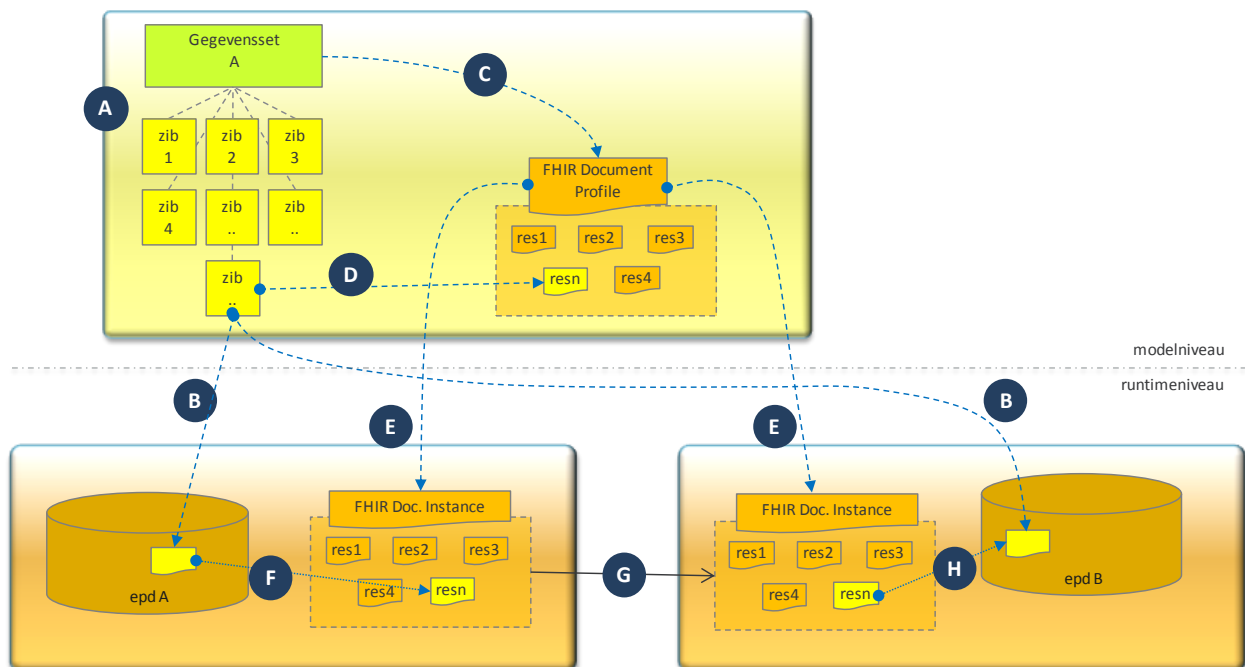 Gegevensset
A
C
A
zib
1
zib
2
zib
3
FHIR Document
Profile
zib
4
zib
..
zib
..
res1
res2
res3
zib
..
D
resn
res4
modelniveau
runtimeniveau
B
B
E
E
FHIR Doc. Instance
FHIR Doc. Instance
res1
res2
res3
res1
res2
res3
F
G
H
epd A
res4
resn
res4
resn
epd B